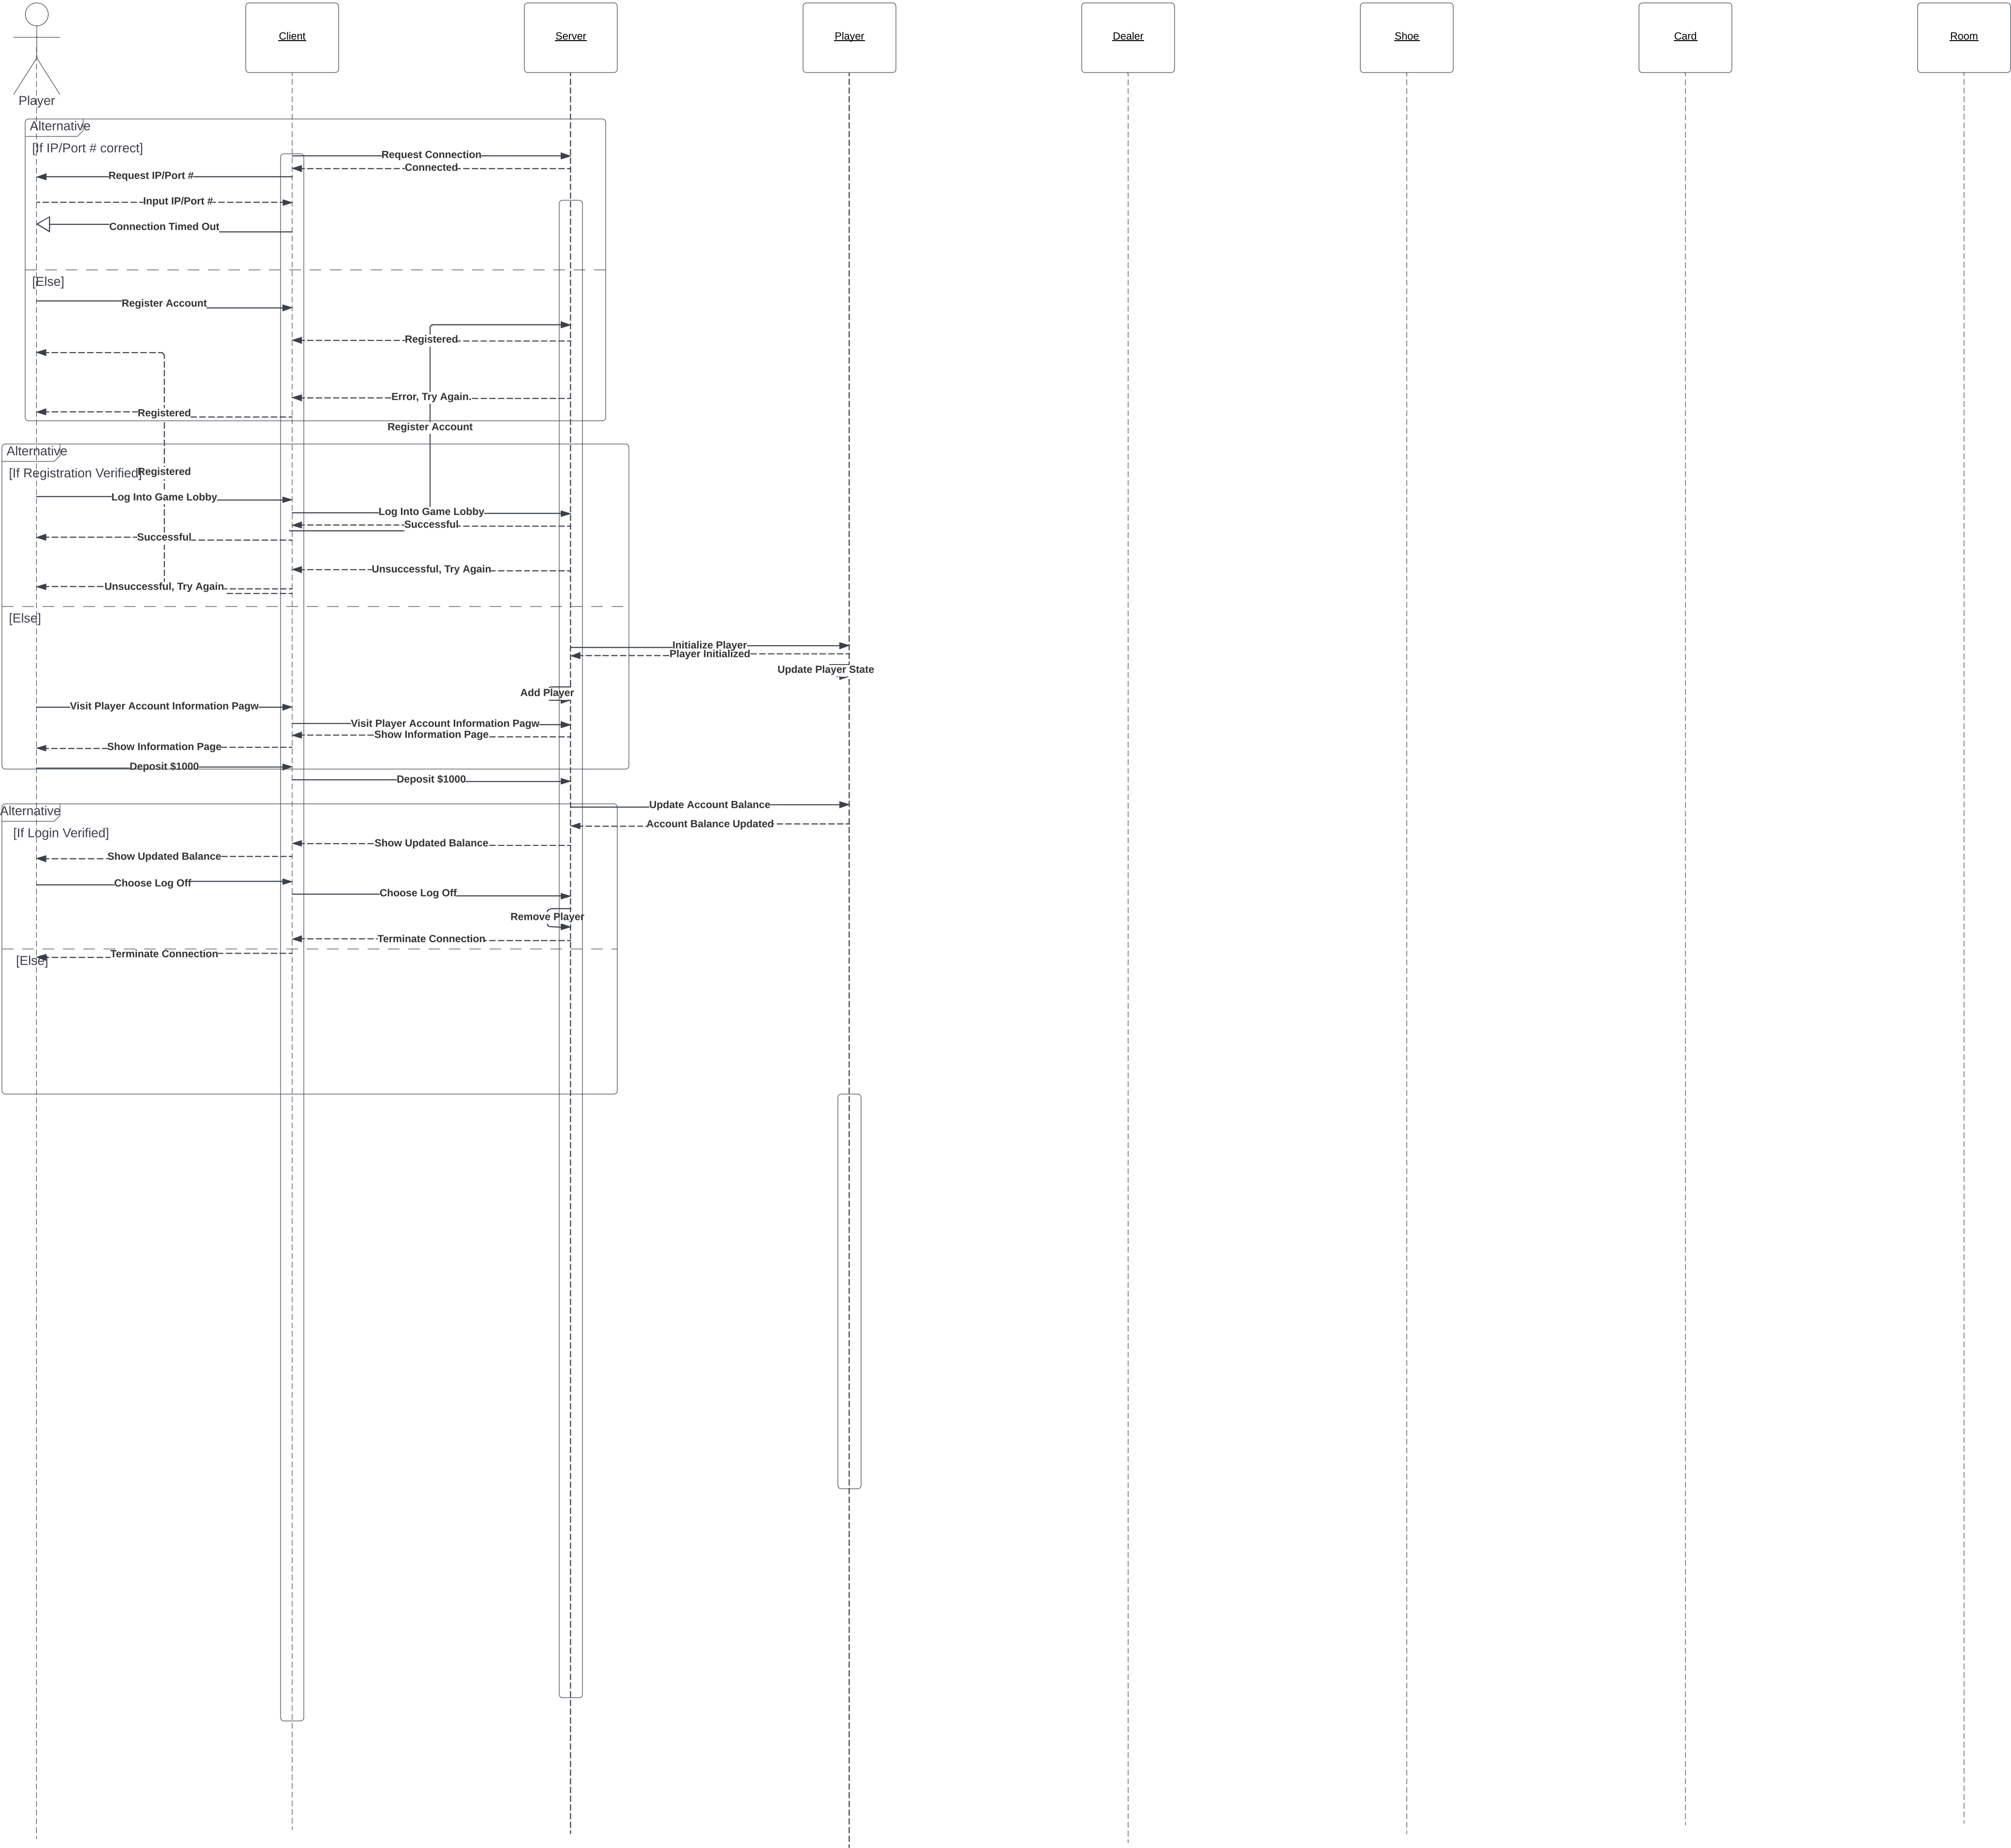 Client
Server
Player
Dealer
Shoe
Card
Room
Player
Alternative
[If IP/Port # correct]
Request Connection
Connected
Request IP/Port #
Input IP/Port #
Connection Timed Out
[Else]
Register Account
Registered
Error, Try Again.
Registered
Register Account
Alternative
[If Registration Verified]
Registered
Log Into Game Lobby
Log Into Game Lobby
Successful
Successful
Unsuccessful, Try Again
Unsuccessful, Try Again
[Else]
Initialize Player
Player Initialized
Update Player State
Add Player
Visit Player Account Information Pagw
Visit Player Account Information Pagw
Show Information Page
Show Information Page
Deposit $1000
Deposit $1000
Alternative
Update Account Balance
Account Balance Updated
[If Login Verified]
Show Updated Balance
Show Updated Balance
Choose Log Off
Choose Log Off
Remove Player
Terminate Connection
Terminate Connection
[Else]